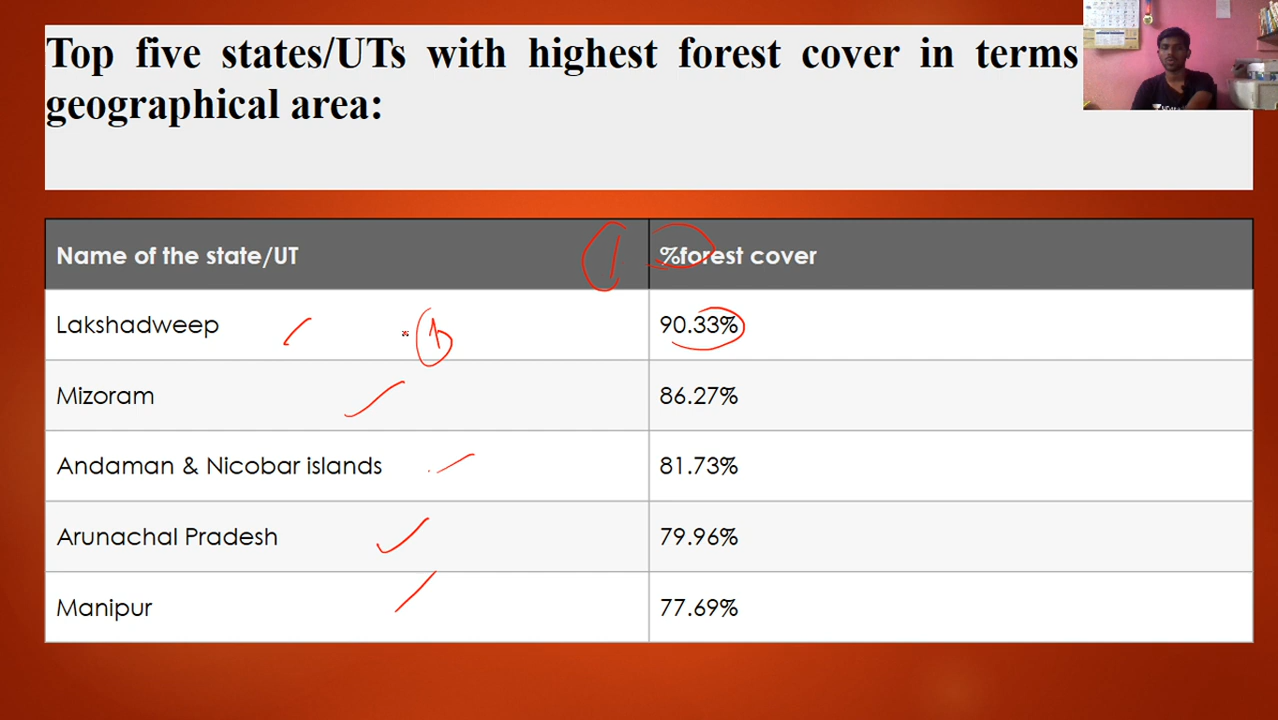 Top five states/UTs with highest forest cover in terms
geographical area:
Name of the state/UT
%forest cover
Lakshadweep
90.33%
Mizoram
86.27%
Andaman & Nicobar islands
81.73%
Arunachal Pradesh
79.96%
Manipur
77.69%